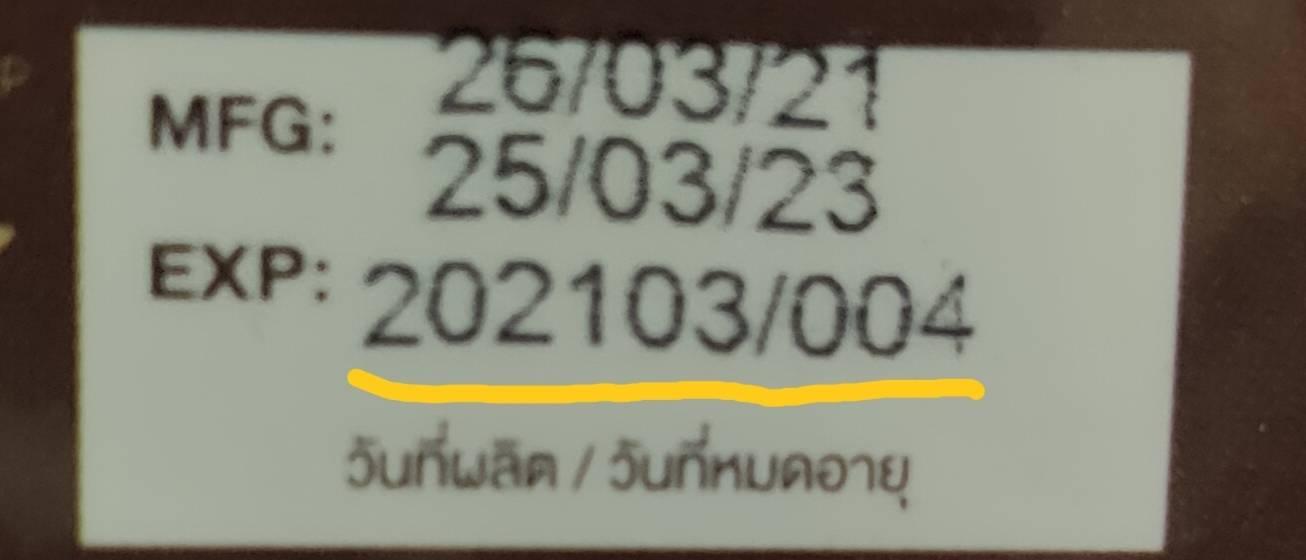 26/03/21
MFG:
25/03/23
EXP: 202103/004
วันที่ผลิต / วันที่หมดอายุ